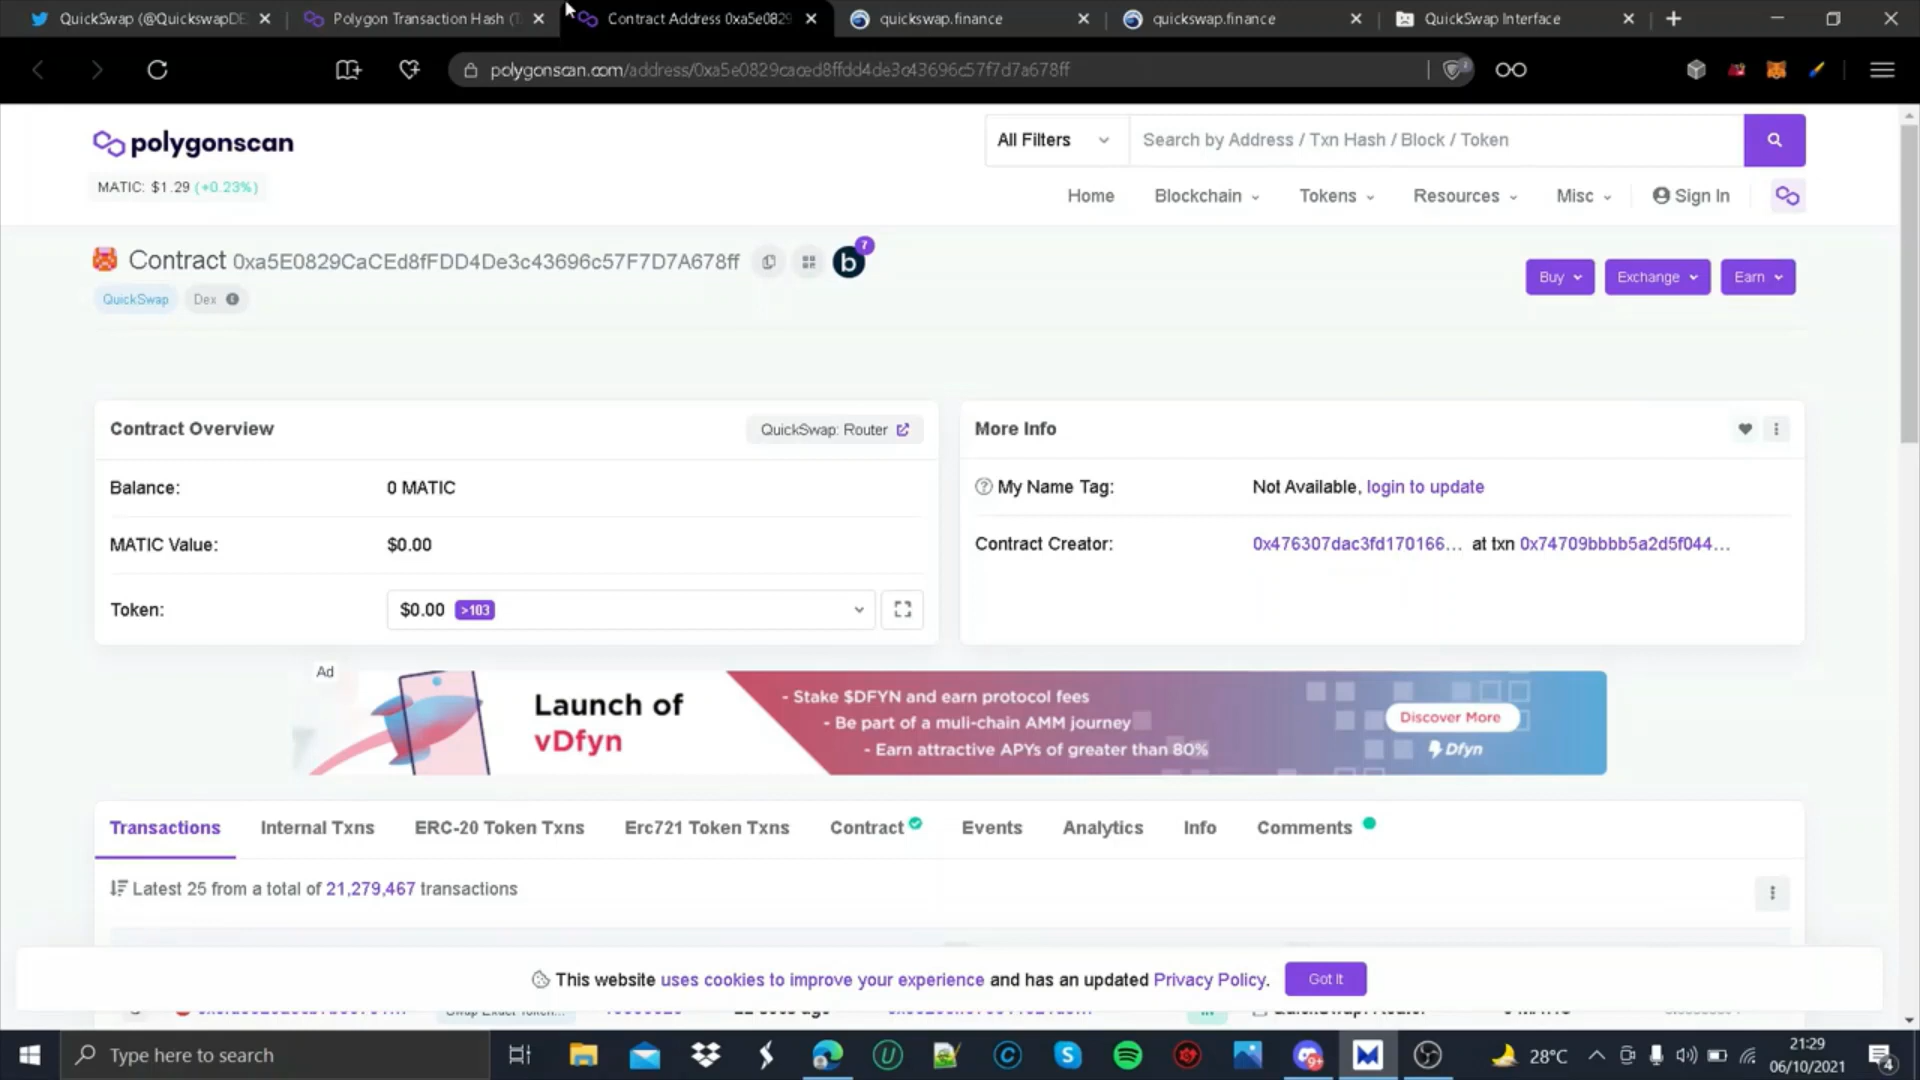 QuickSwap (@QuickswapDE
Polygon Transaction Hash (T
Contract Address 0xa5e0829
quickswap.finance
quickswap.finance
QuickSwap Interface
polygonscan.com/address/0xa5e0829caced8ffdd4de3c43696c57f7d7a678ff
polygonscan
All Filters
Search by Address / Txn Hash / Block / Token
MATIC: $1.29 (+0.23%)
Home
Blockchain
Tokens
Resources
Misc
Sign In
Contract 0xa5E0829CaCEd8fFDD4De3c43696c57F7D7A678ff
b
7
Buy
Exchange
Earn
QuickSwap
Dex
Contract Overview
QuickSwap: Router
Balance:
0 MATIC
MATIC Value:
$0.00
Token:
$0.00 >103
More Info
My Name Tag:
Not Available, login to update
Contract Creator:
0x476307dac3fd170166... at txn 0x74709bbbb5a2d5f044...
Ad
Launch of
vDfyn
- Stake $DFYN and earn protocol fees
- Be part of a muli-chain AMM journey
- Earn attractive APYs of greater than 80%
Discover More
Dfyn
Transactions
Internal Txns
ERC-20 Token Txns
Erc721 Token Txns
Contract
Events
Analytics
Info
Comments
Latest 25 from a total of 21,279,467 transactions
This website uses cookies to improve your experience and has an updated Privacy Policy.
Got It
Type here to search
9+
28°C
21:29
06/10/2021
4